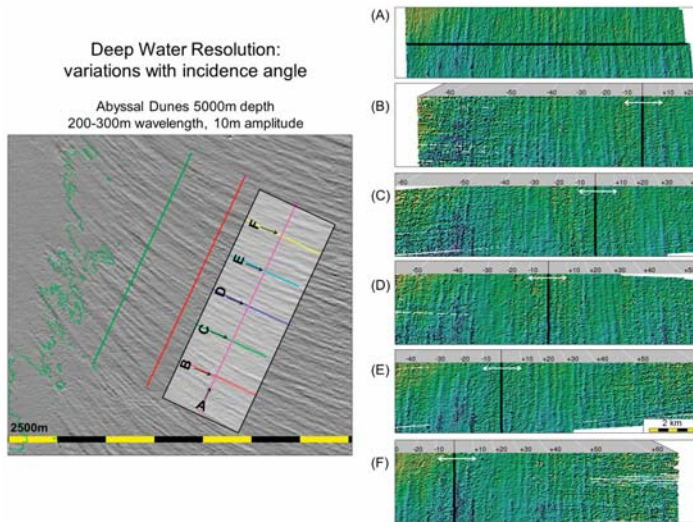 Deep Water Resolution:
variations with incidence angle
Abyssal Dunes 5000m depth
200-300m wavelength, 10m amplitude
F
E
D
C
B
A
2500m
(A)
-60 -50 -40 -30 -20 -10 +10 +20
(B)
-60 -50 -40 -30 -20 -10 +10 +20 +30
(C)
-50 -40 -30 -20 -10 +10 +20 +30 +40
(D)
-40 -30 -20 -10 +10 +20 +30 +40
(E)
2 km
-20 -10 +10 +20 +30 +40 +50 +60
(F)